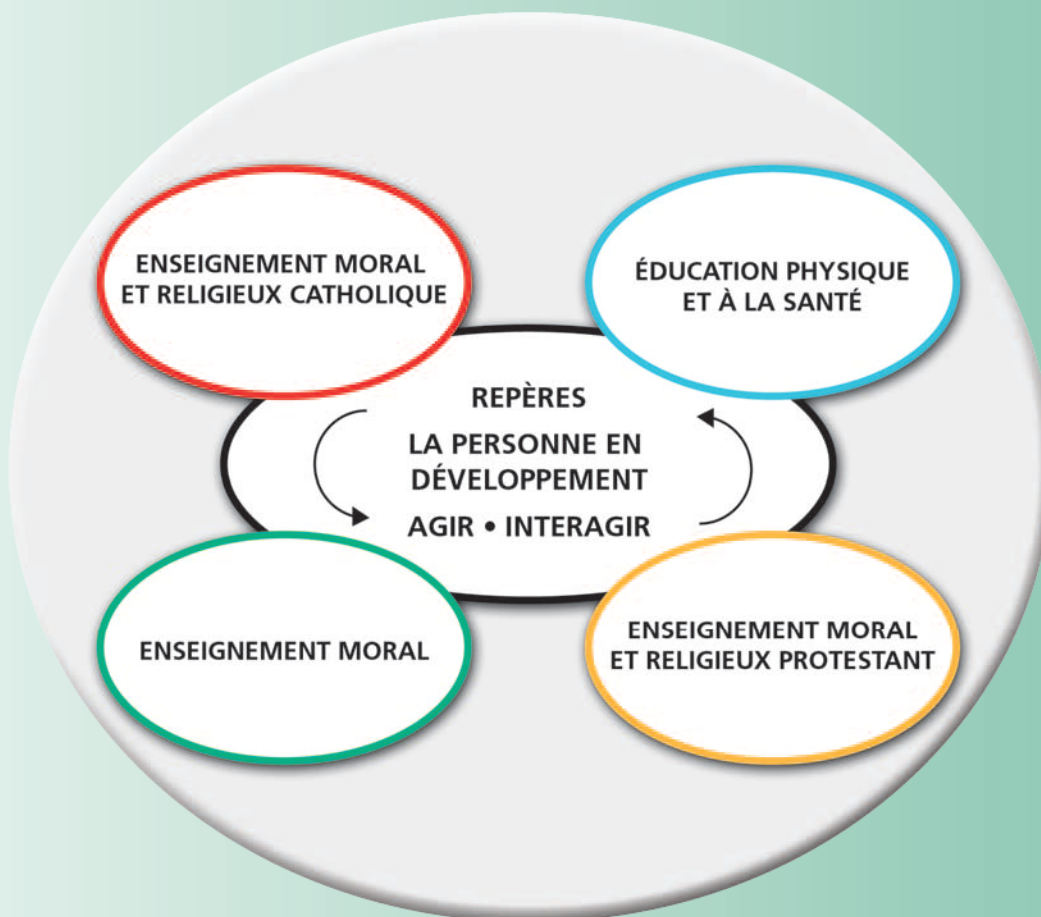 ENSEIGNEMENT MORAL
ET RELIGIEUX CATHOLIQUE
ÉDUCATION PHYSIQUE
ET À LA SANTÉ
REPÈRES
LA PERSONNE EN
DÉVELOPPEMENT
AGIR • INTERAGIR
ENSEIGNEMENT MORAL
ENSEIGNEMENT MORAL
ET RELIGIEUX PROTESTANT